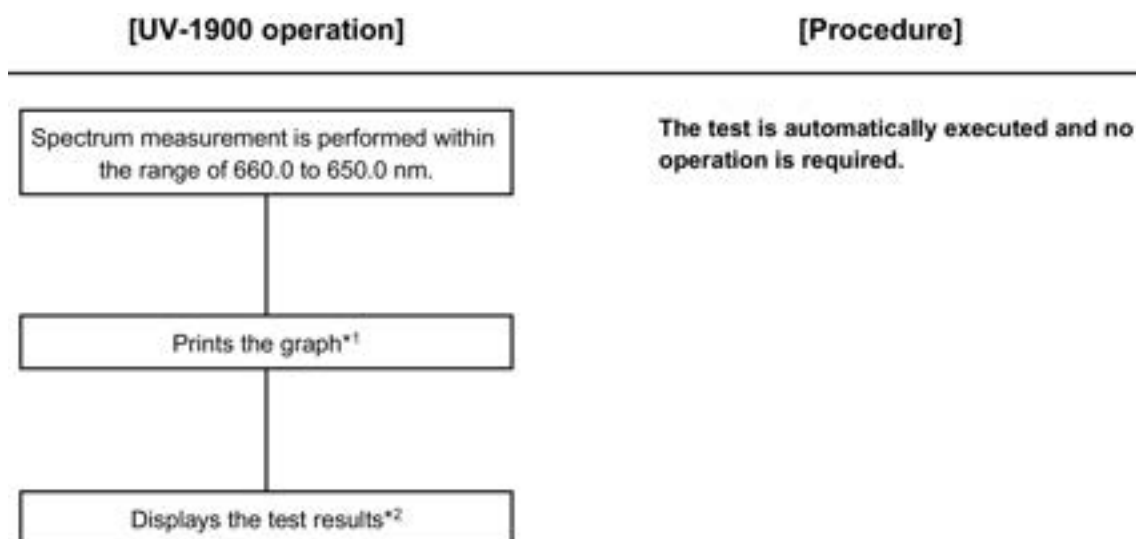 [UV-1900 operation]
[Procedure]
Spectrum measurement is performed within
the range of 660.0 to 650.0 nm.
The test is automatically executed and no
operation is required.
Prints the graph*1
Displays the test results*2